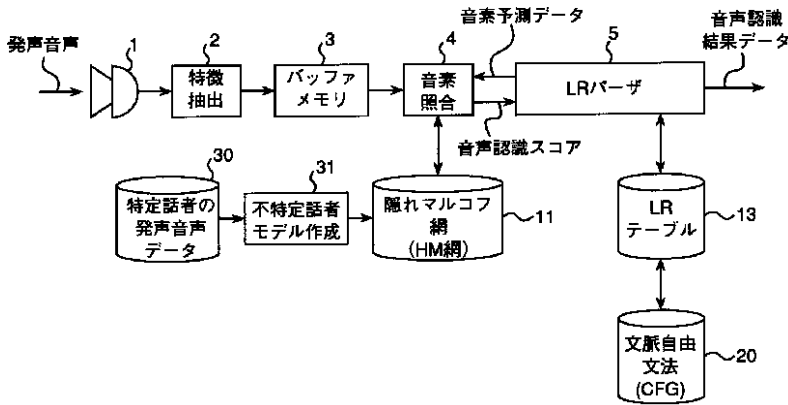 発声音声
1
2
特徴
抽出
3
バッファ
メモリ
4
音素
照合
音素予測データ
5
LRパーザ
音声認識
結果データ
音声認識スコア
30
特定話者の
発声音声
データ
31
不特定話者
モデル作成
隠れマルコフ
網
(HM網)
11
LR
テーブル
13
文脈自由
文法
(CFG)
20